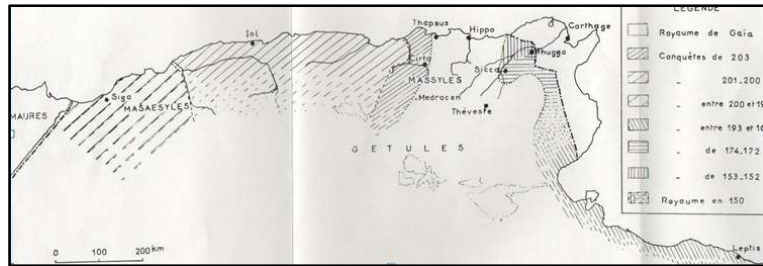 LEGENDE
Royaume de Gaïa
Conquêtes de 203
„ 201-200
„ entre 200 et 19
„ entre 193 et 16
„ de 174-172
„ de 153-152
Royaume en 150
Thapsus
Hippo
Carthage
Iol
Thugga
Cirta
Sicca
MASSYLES
Siga
MASAESYLES
Medracen
MAURES
Théveste
GETULES
Leptis
0 100 200 km